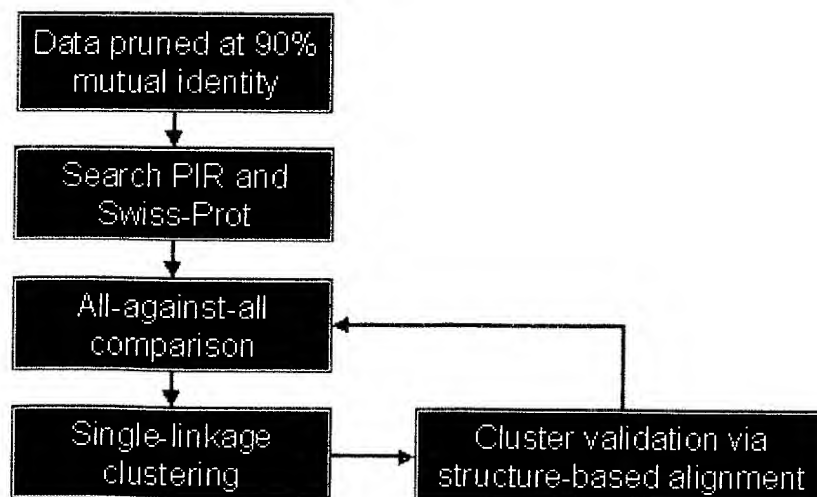 Data pruned at 90%
mutual identity
Search PIR and
Swiss-Prot
All-against-all
comparison
Single-linkage
clustering
Cluster validation via
structure-based alignment